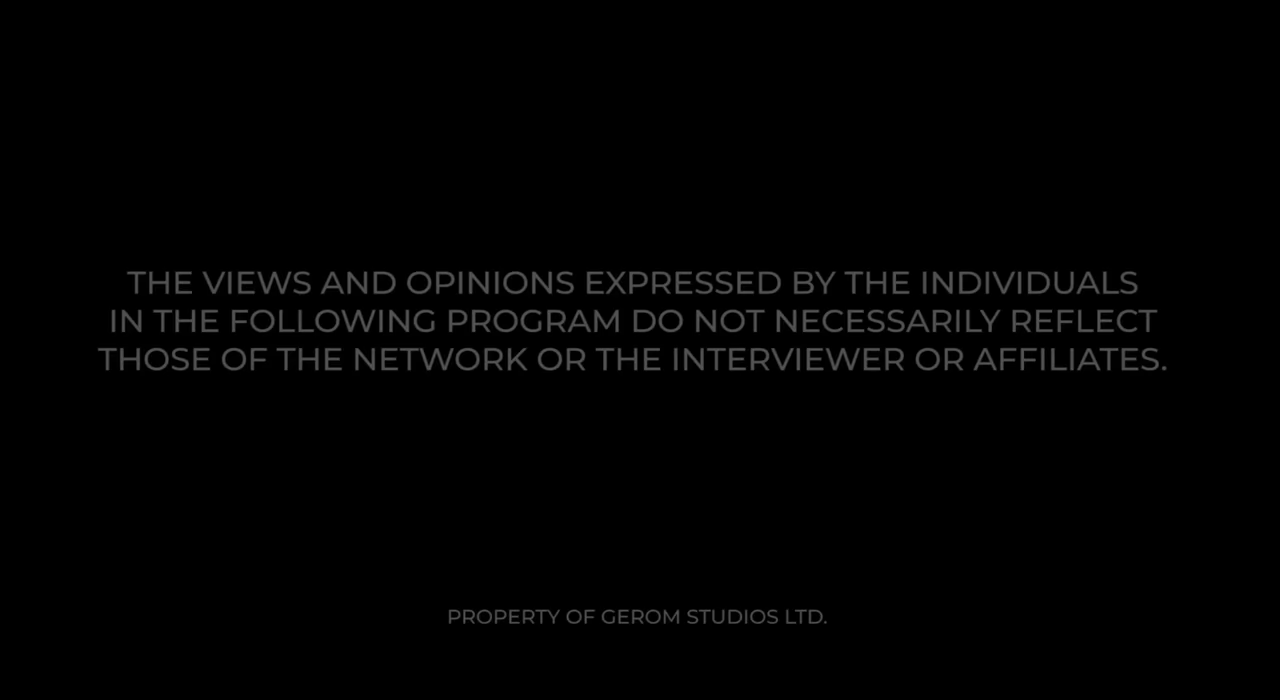 THE VIEWS AND OPINIONS EXPRESSED BY THE INDIVIDUALS
IN THE FOLLOWING PROGRAM DO NOT NECESSARILY REFLECT
THOSE OF THE NETWORK OR THE INTERVIEWER OR AFFILIATES.
PROPERTY OF GEROM STUDIOS LTD.